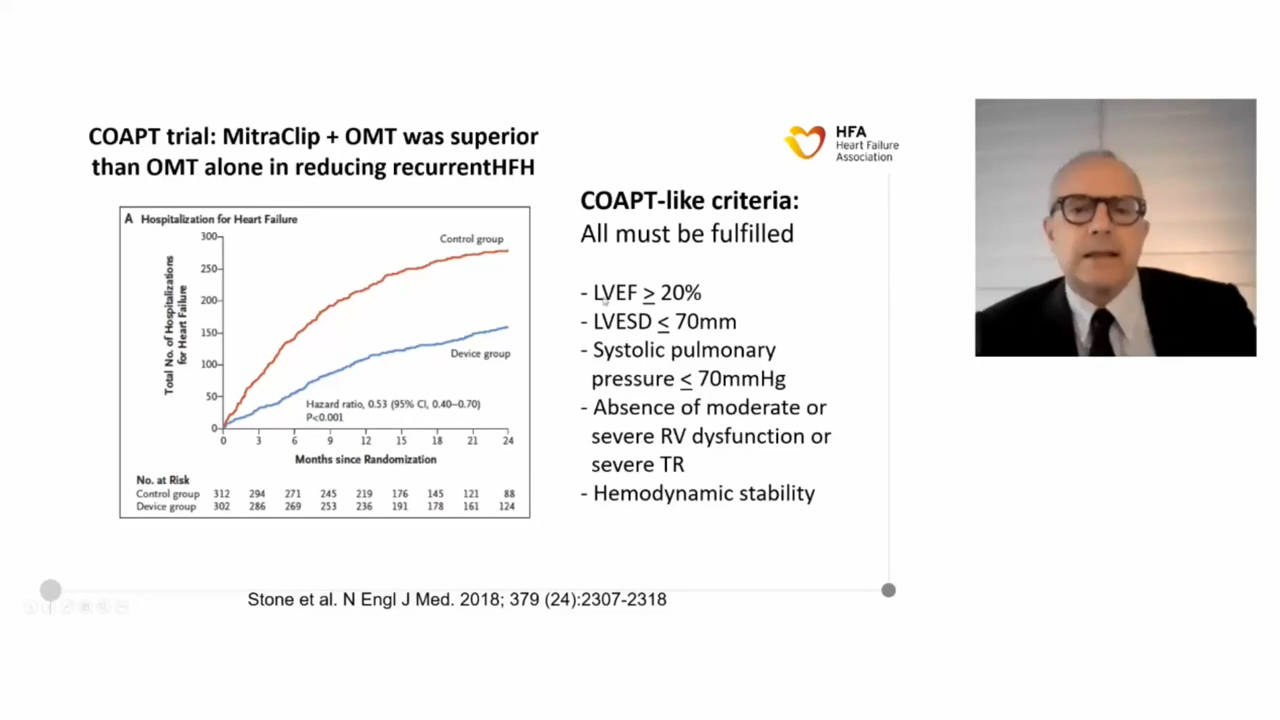 COAPT trial: MitraClip + OMT was superior
than OMT alone in reducing recurrentHFH
HFA
Heart Failure
Association
A Hospitalization for Heart Failure
Total No. of Hospitalizations
for Heart Failure
300
250
200
150
100
50
0
Control group
Device group
Hazard ratio, 0.53 (95% CI, 0.40–0.70)
P<0.001
0 3 6 9 12 15 18 21 24
Months since Randomization
No. at Risk
Control group 312 294 271 245 219 176 145 121 88
Device group 302 286 269 253 236 191 178 161 124
COAPT-like criteria:
All must be fulfilled
- LVEF ≥ 20%
- LVESD ≤ 70mm
- Systolic pulmonary
pressure ≤ 70mmHg
- Absence of moderate or
severe RV dysfunction or
severe TR
- Hemodynamic stability
Stone et al. N Engl J Med. 2018; 379 (24):2307-2318